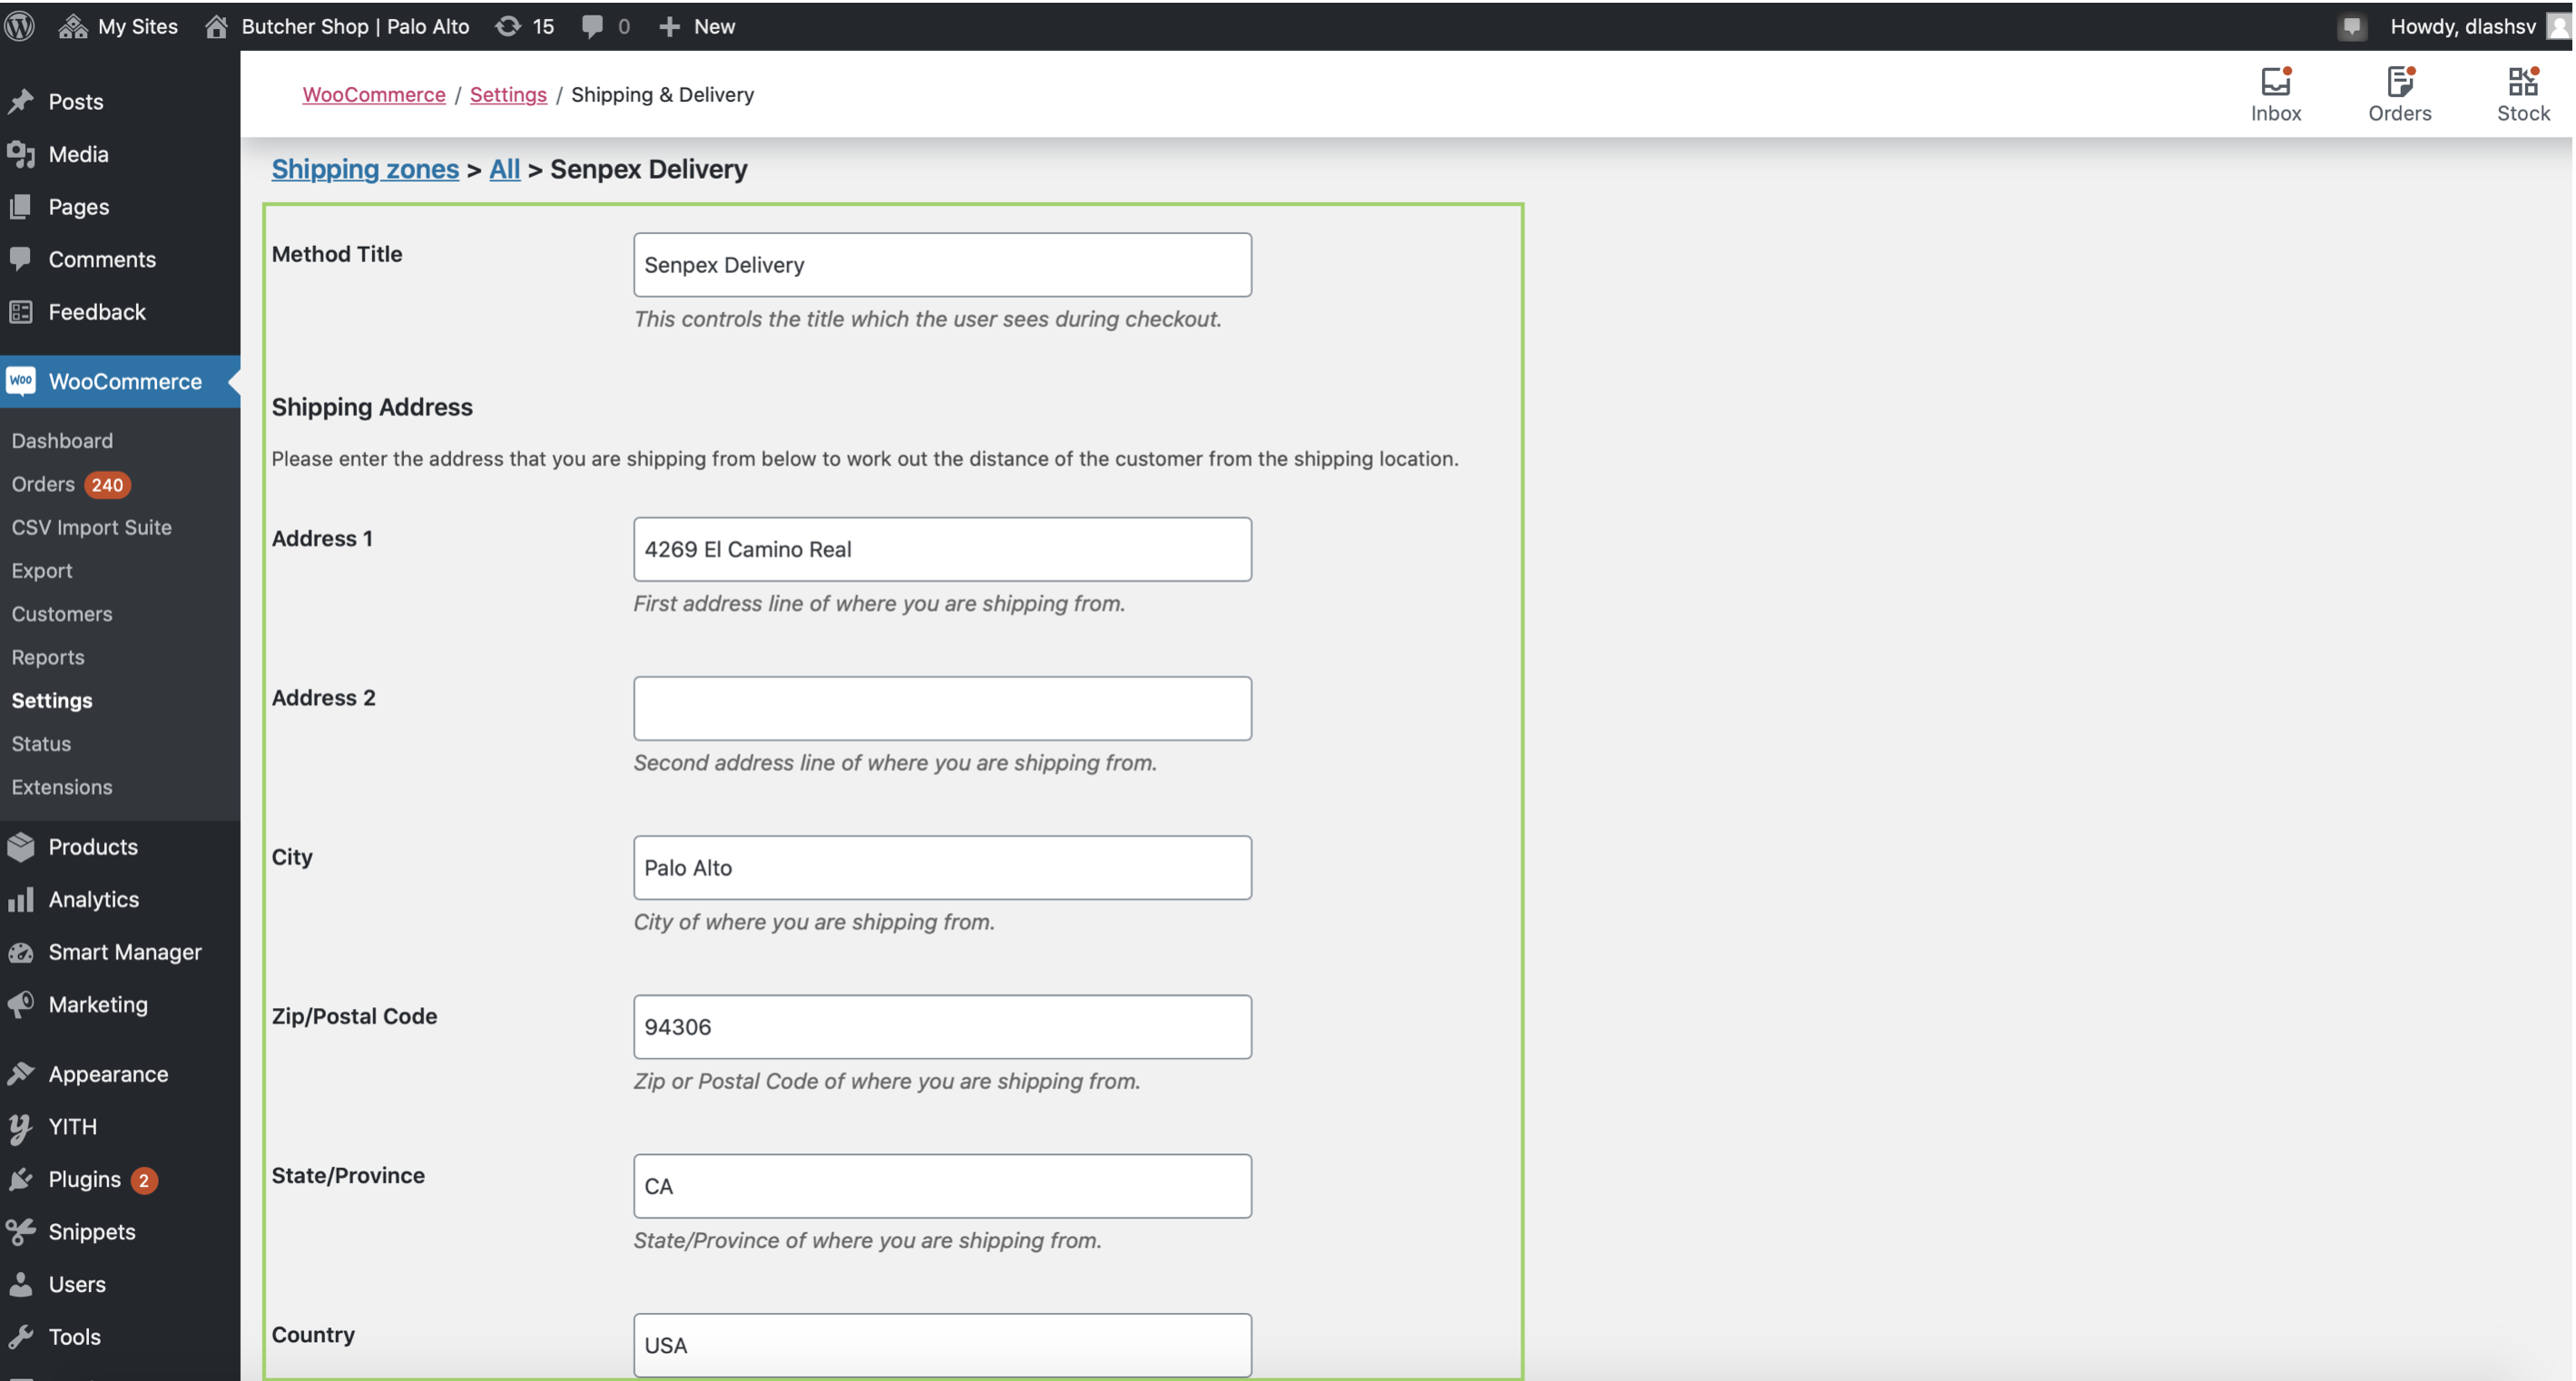 My Sites Butcher Shop | Palo Alto 15 0 New Howdy, dlashsv
Posts
Media
Pages
Comments
Feedback
Woo WooCommerce
Dashboard
Orders 240
CSV Import Suite
Export
Customers
Reports
Settings
Status
Extensions
Products
Analytics
Smart Manager
Marketing
Appearance
YITH
Plugins 2
Snippets
Users
Tools
WooCommerce / Settings / Shipping & Delivery
Inbox Orders Stock
Shipping zones > All > Senpex Delivery
Method Title
Senpex Delivery
This controls the title which the user sees during checkout.
Shipping Address
Please enter the address that you are shipping from below to work out the distance of the customer from the shipping location.
Address 1
4269 El Camino Real
First address line of where you are shipping from.
Address 2
Second address line of where you are shipping from.
City
Palo Alto
City of where you are shipping from.
Zip/Postal Code
94306
Zip or Postal Code of where you are shipping from.
State/Province
CA
State/Province of where you are shipping from.
Country
USA